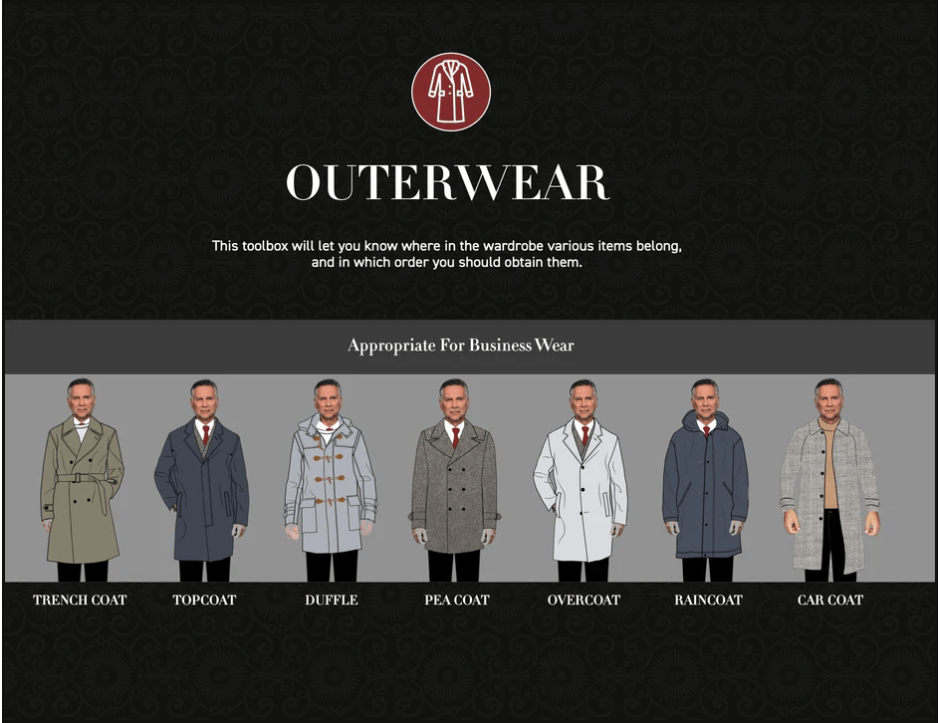 OUTERWEAR
This toolbox will let you know where in the wardrobe various items belong,
and in which order you should obtain them.
Appropriate For Business Wear
TRENCH COAT
TOPCOAT
DUFFLE
PEA COAT
OVERCOAT
RAINCOAT
CAR COAT